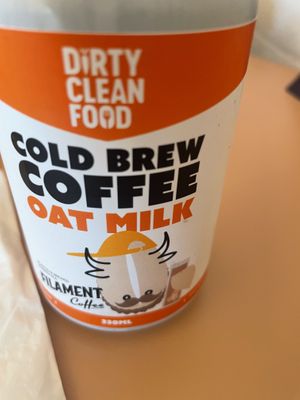 DIRTY
CLEAN
FOOD
COLD BREW
COFFEE
OAT MILK
FILAMENT
Coffee
330ML